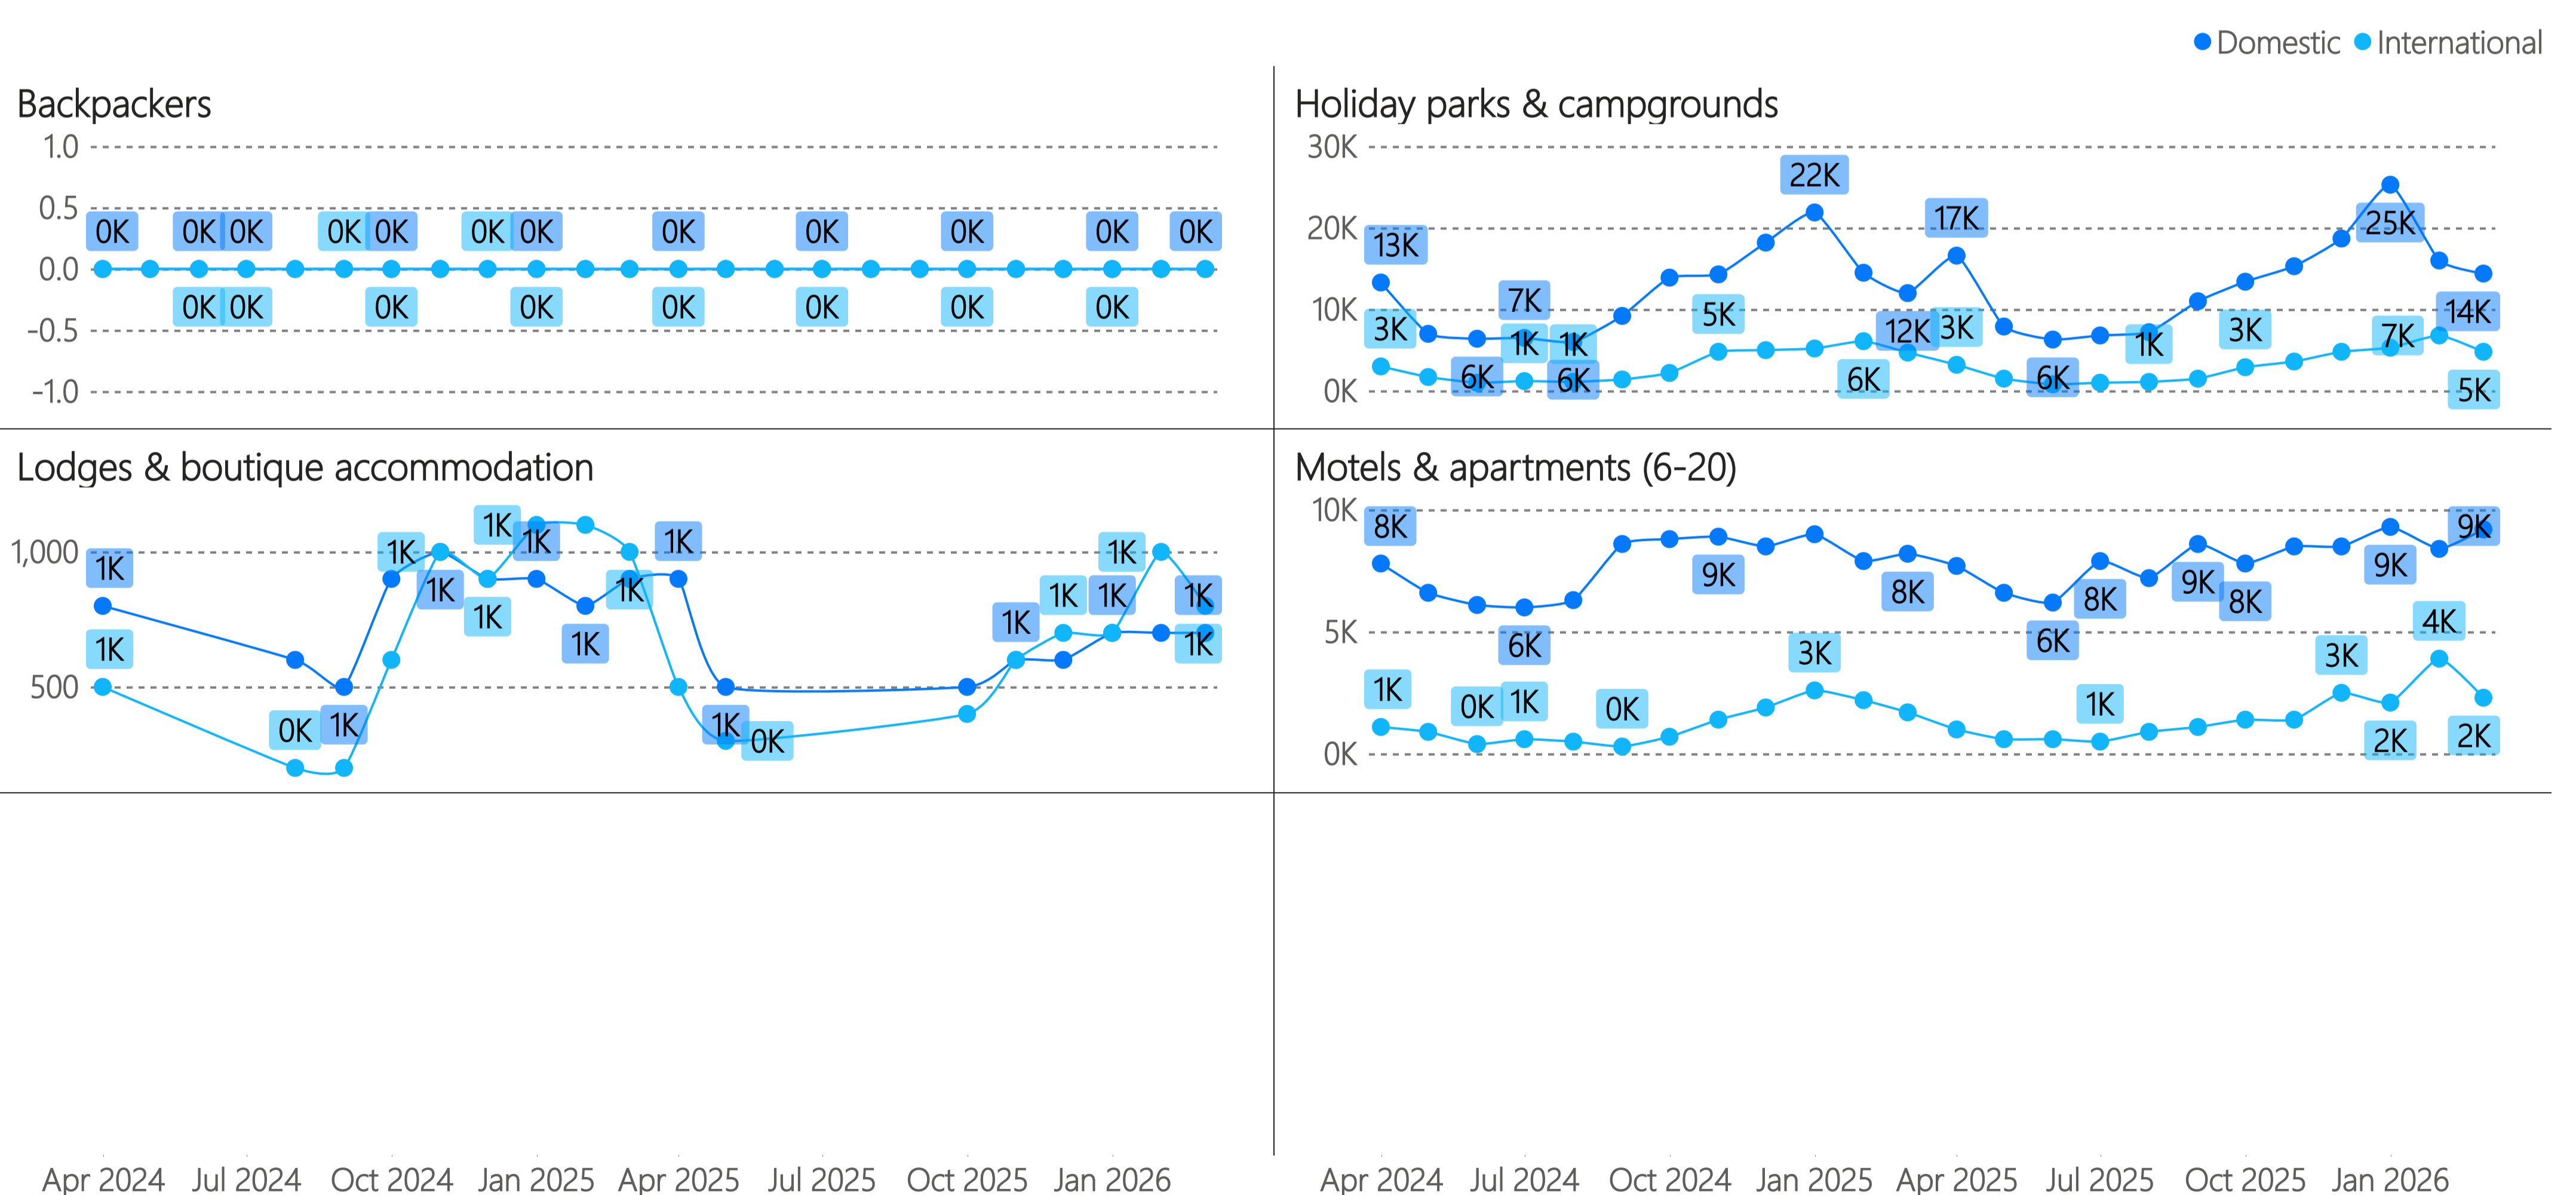 Domestic International
Backpackers
1.0
0.5
0.0
-0.5
-1.0
0K 0K 0K 0K 0K 0K 0K 0K 0K 0K 0K 0K
0K 0K 0K 0K 0K 0K 0K 0K
Holiday parks & campgrounds
30K
20K
10K
0K
22K
13K 17K 25K
7K 5K 14K
3K 1K 1K 12K 3K 1K 3K 7K
6K 6K 6K 6K 5K
Lodges & boutique accommodation
1,000
500
1K 1K 1K 1K
1K 1K 1K 1K 1K 1K 1K 1K
1K 1K 1K 1K 1K
0K 1K 1K 0K
Motels & apartments (6-20)
10K
5K
0K
8K 9K
9K 8K 8K 9K 8K 9K
6K 6K 4K
1K 0K 1K 0K 3K 1K 3K
2K 2K
Apr 2024 Jul 2024 Oct 2024 Jan 2025 Apr 2025 Jul 2025 Oct 2025 Jan 2026
Apr 2024 Jul 2024 Oct 2024 Jan 2025 Apr 2025 Jul 2025 Oct 2025 Jan 2026